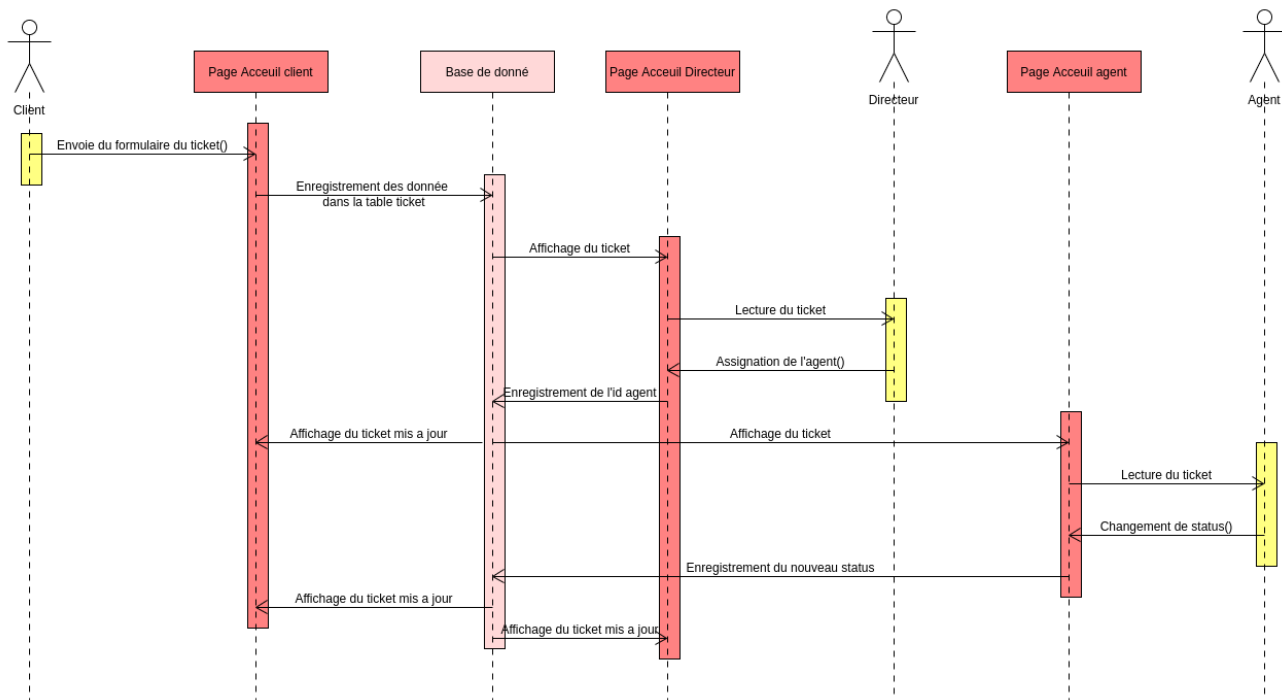 Page Acceuil client
Base de donné
Page Acceuil Directeur
Page Acceuil agent
Client
Directeur
Agent
Envoie du formulaire du ticket()
Enregistrement des donnée
dans la table ticket
Affichage du ticket
Lecture du ticket
Assignation de l'agent()
Enregistrement de l'id agent
Affichage du ticket mis a jour
Affichage du ticket
Lecture du ticket
Changement de status()
Enregistrement du nouveau status
Affichage du ticket mis a jour
Affichage du ticket mis a jour